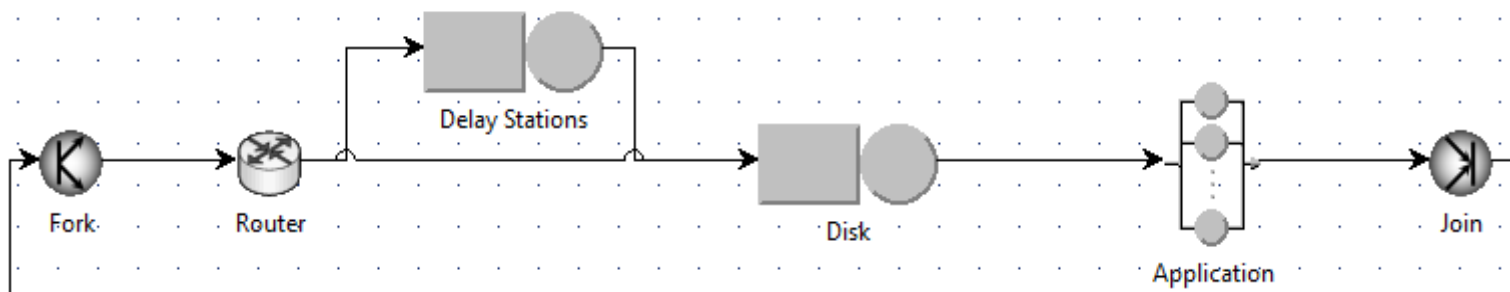 Delay Stations
Fork
Router
Disk
Application
Join